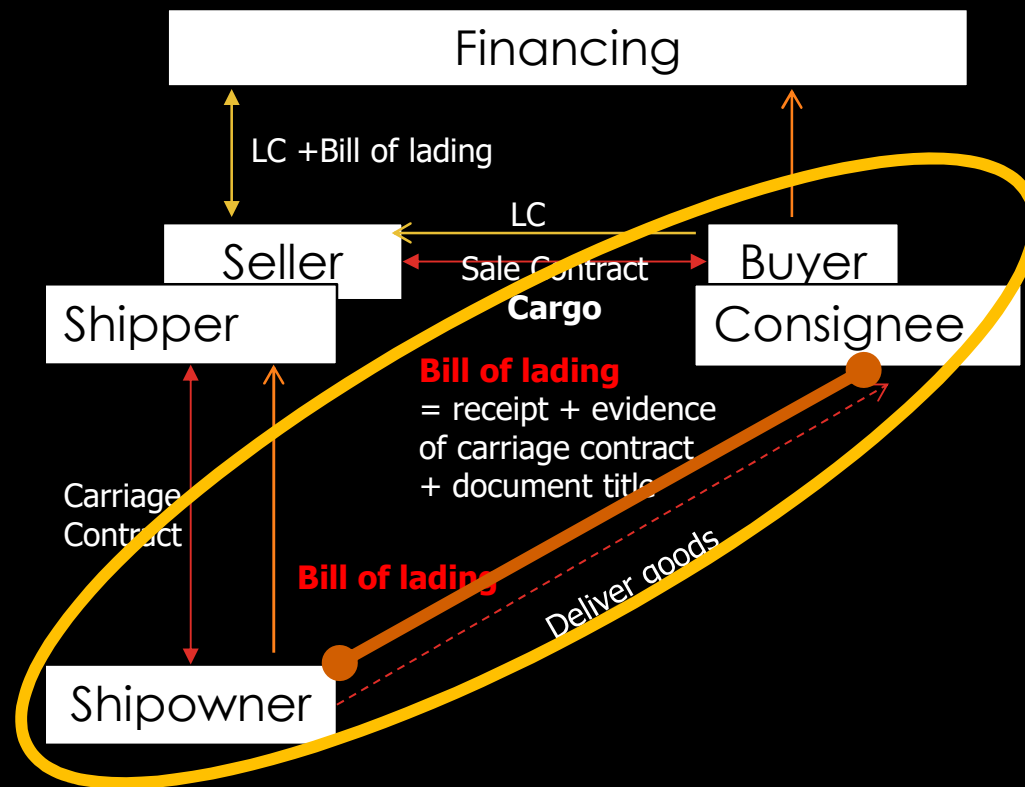 Financing
LC +Bill of lading
LC
Seller
Sale Contract
Buyer
Cargo
Shipper
Consignee
Bill of lading
= receipt + evidence
of carriage contract
+ document title
Carriage
Contract
Bill of lading
Deliver goods
Shipowner